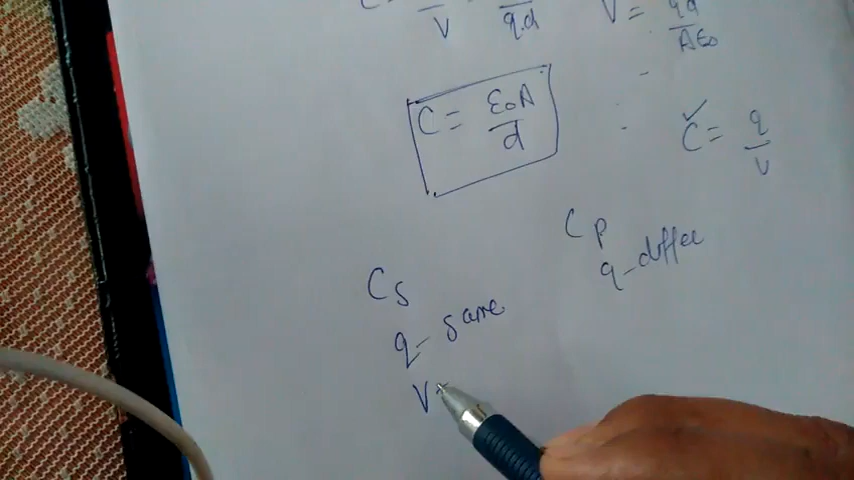 V = qd / Aε₀
V q.d
C = ε₀A / d
C = q / v
Cp
q - differ
Cs
q - same
V